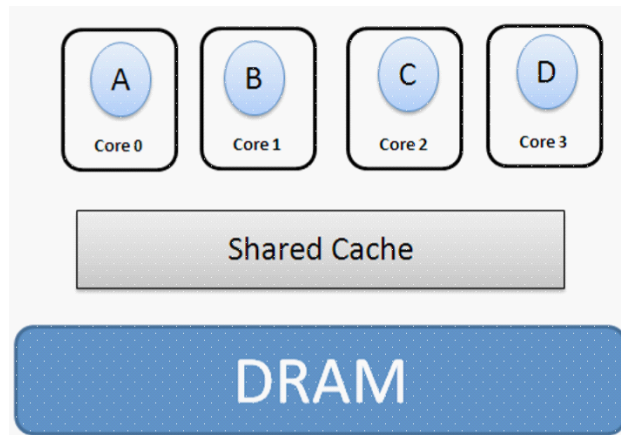 A
B
C
D
Core 0
Core 1
Core 2
Core 3
Shared Cache
DRAM